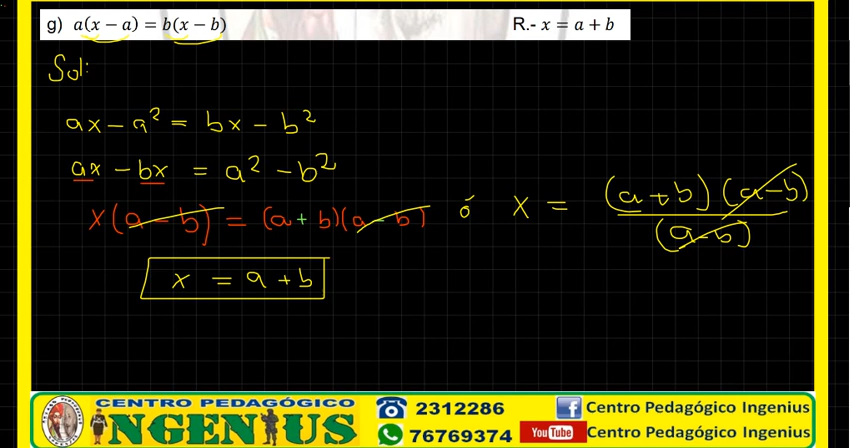 g) a(x − a) = b(x − b) R.- x = a + b
Sol:
ax − a² = bx − b²
ax − bx = a² − b²
x(a − b) = (a + b)(a − b) ó x = (a + b)(a − b) / (a − b)
x = a + b
CENTRO PEDAGÓGICO
INGENIUS
2312286
76769374
f Centro Pedagógico Ingenius
YouTube Centro Pedagógico Ingenius